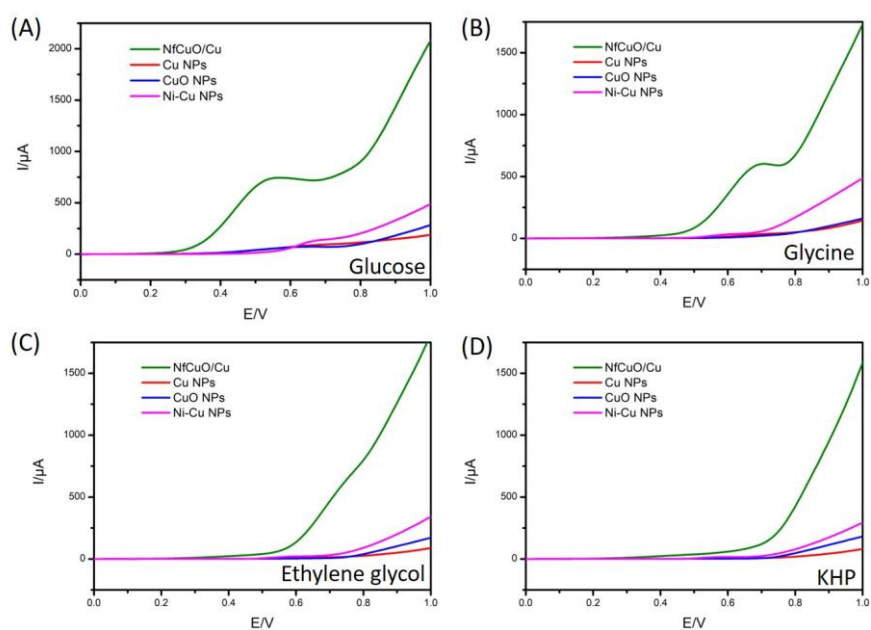 (A)
NfCuO/Cu
Cu NPs
CuO NPs
Ni-Cu NPs
2000
1500
1000
500
0
I/μA
Glucose
0.0 0.2 0.4 0.6 0.8 1.0
E/V
(B)
NfCuO/Cu
Cu NPs
CuO NPs
Ni-Cu NPs
1500
1000
500
0
I/μA
Glycine
0.0 0.2 0.4 0.6 0.8 1.0
E/V
(C)
NfCuO/Cu
Cu NPs
CuO NPs
Ni-Cu NPs
1500
1000
500
0
I/μA
Ethylene glycol
0.0 0.2 0.4 0.6 0.8 1.0
E/V
(D)
NfCuO/Cu
Cu NPs
CuO NPs
Ni-Cu NPs
1500
1000
500
0
I/μA
KHP
0.0 0.2 0.4 0.6 0.8 1.0
E/V